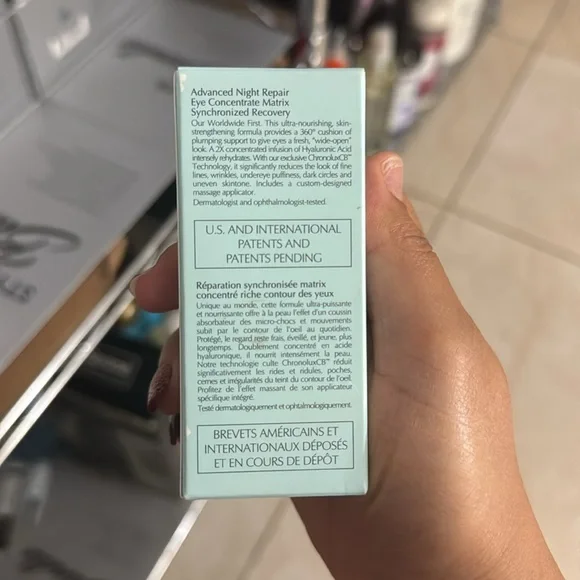 Advanced Night Repair
Eye Concentrate Matrix
Synchronized Recovery
Our Worldwide First. This ultra-nourishing, skin-
strengthening formula provides a 360° cushion of
plumping support to give eyes a fresh, "wide-open"
look. A 2X concentrated infusion of Hyaluronic Acid
intensely rehydrates. With our exclusive ChronoluxCB™
Technology, it significantly reduces the look of fine
lines, wrinkles, undereye puffiness, dark circles and
uneven skintone. Includes a custom-designed
massage applicator.
Dermatologist and ophthalmologist-tested.
U.S. AND INTERNATIONAL
PATENTS AND
PATENTS PENDING
Réparation synchronisée matrix
concentré riche contour des yeux
Unique au monde, cette formule ultra-puissante
et nourrissante offre à la peau l'effet d'un coussin
absorbateur des micro-chocs et mouvements
subit par le contour de l'oeil au quotidien.
Protégé, le regard reste frais, éveillé, et jeune, plus
longtemps. Doublement concentré en acide
hyaluronique, il nourrit intensément la peau.
Notre technologie culte ChronoluxCB™ réduit
significativement les rides et ridules, poches,
cernes et irrégularités du teint du contour de l'oeil.
Profitez de l'effet massant de son applicateur
spécifique intégré.
Testé dermatologiquement et ophtalmologiquement.
BREVETS AMÉRICAINS ET
INTERNATIONAUX DÉPOSÉS
ET EN COURS DE DÉPÔT